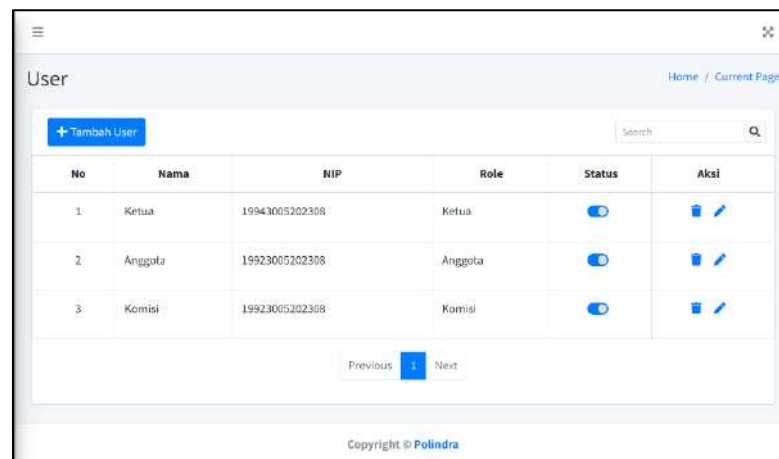 User
Home / Current Page
+ Tambah User
Search
No Nama NIP Role Status Aksi
1 Ketua 19943005202308 Ketua
2 Anggota 19923005202308 Anggota
3 Komisi 19923005202308 Komisi
Previous 1 Next
Copyright © Polindra